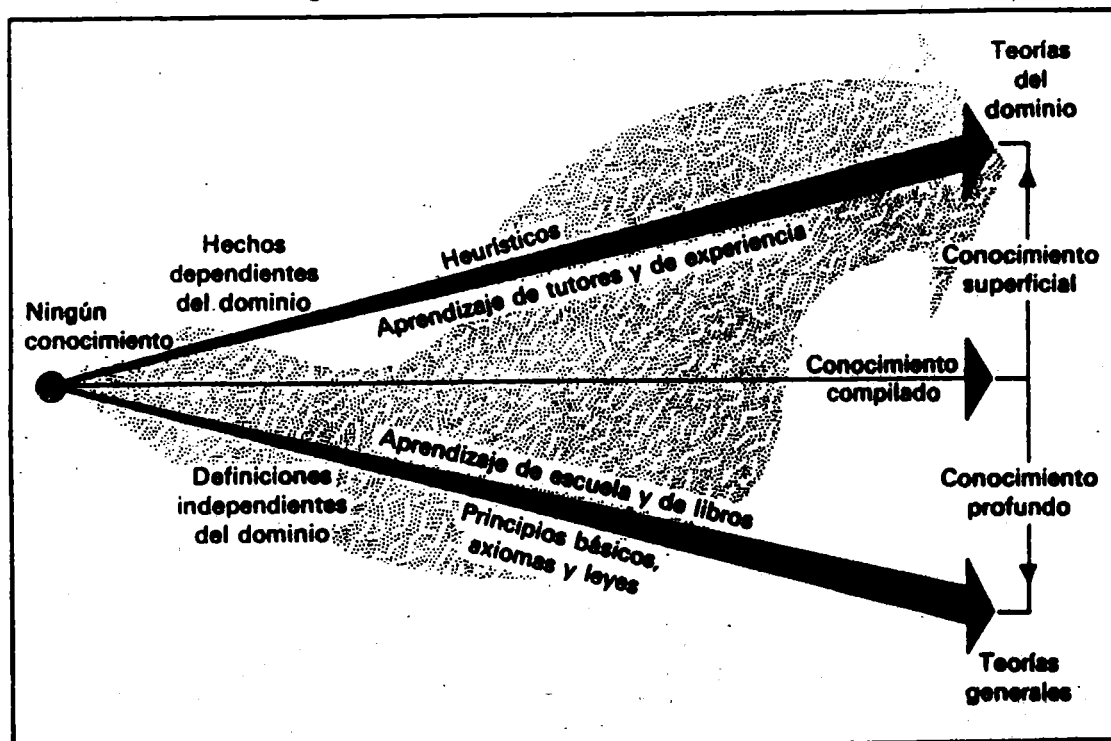 Teorías
del
dominio
Heurísticos
Aprendizaje de tutores y de experiencia
Hechos
dependientes
del dominio
Conocimiento
superficial
Ningún
conocimiento
Conocimiento
compilado
Aprendizaje de escuela y de libros
Definiciones
independientes
del dominio
Principios básicos,
axiomas y leyes
Conocimiento
profundo
Teorías
generales